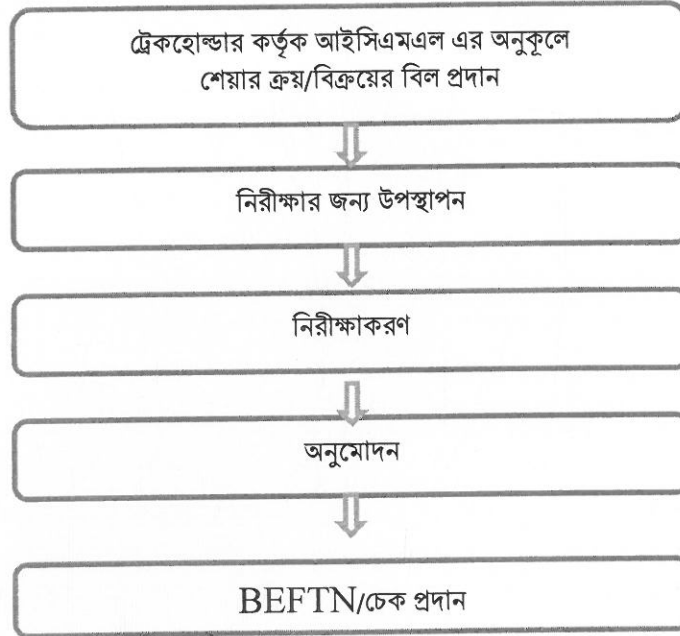 ট্রেকহোল্ডার কর্তৃক আইসিএমএল এর অনুকূলে
শেয়ার ক্রয়/বিক্রয়ের বিল প্রদান
নিরীক্ষার জন্য উপস্থাপন
নিরীক্ষাকরণ
অনুমোদন
BEFTN/চেক প্রদান